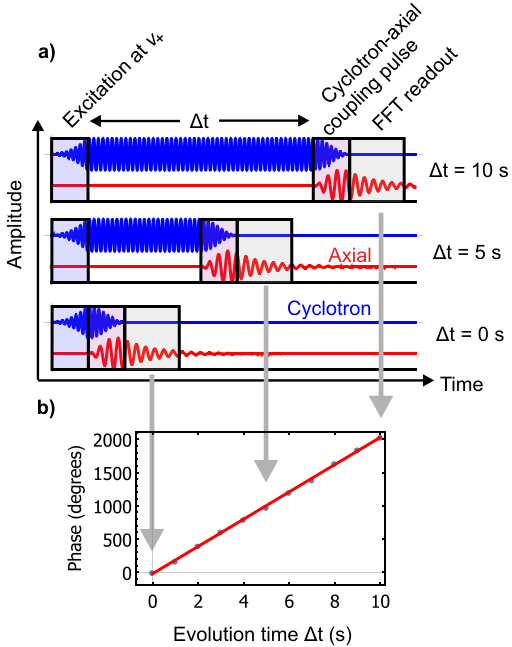 a)
Excitation at ν₊
Cyclotron-axial
coupling pulse
FFT readout
Δt
Amplitude
Δt = 10 s
Δt = 5 s
Axial
Cyclotron
Δt = 0 s
Time
b)
Phase (degrees)
2000
1500
1000
500
0
0 2 4 6 8 10
Evolution time Δt (s)